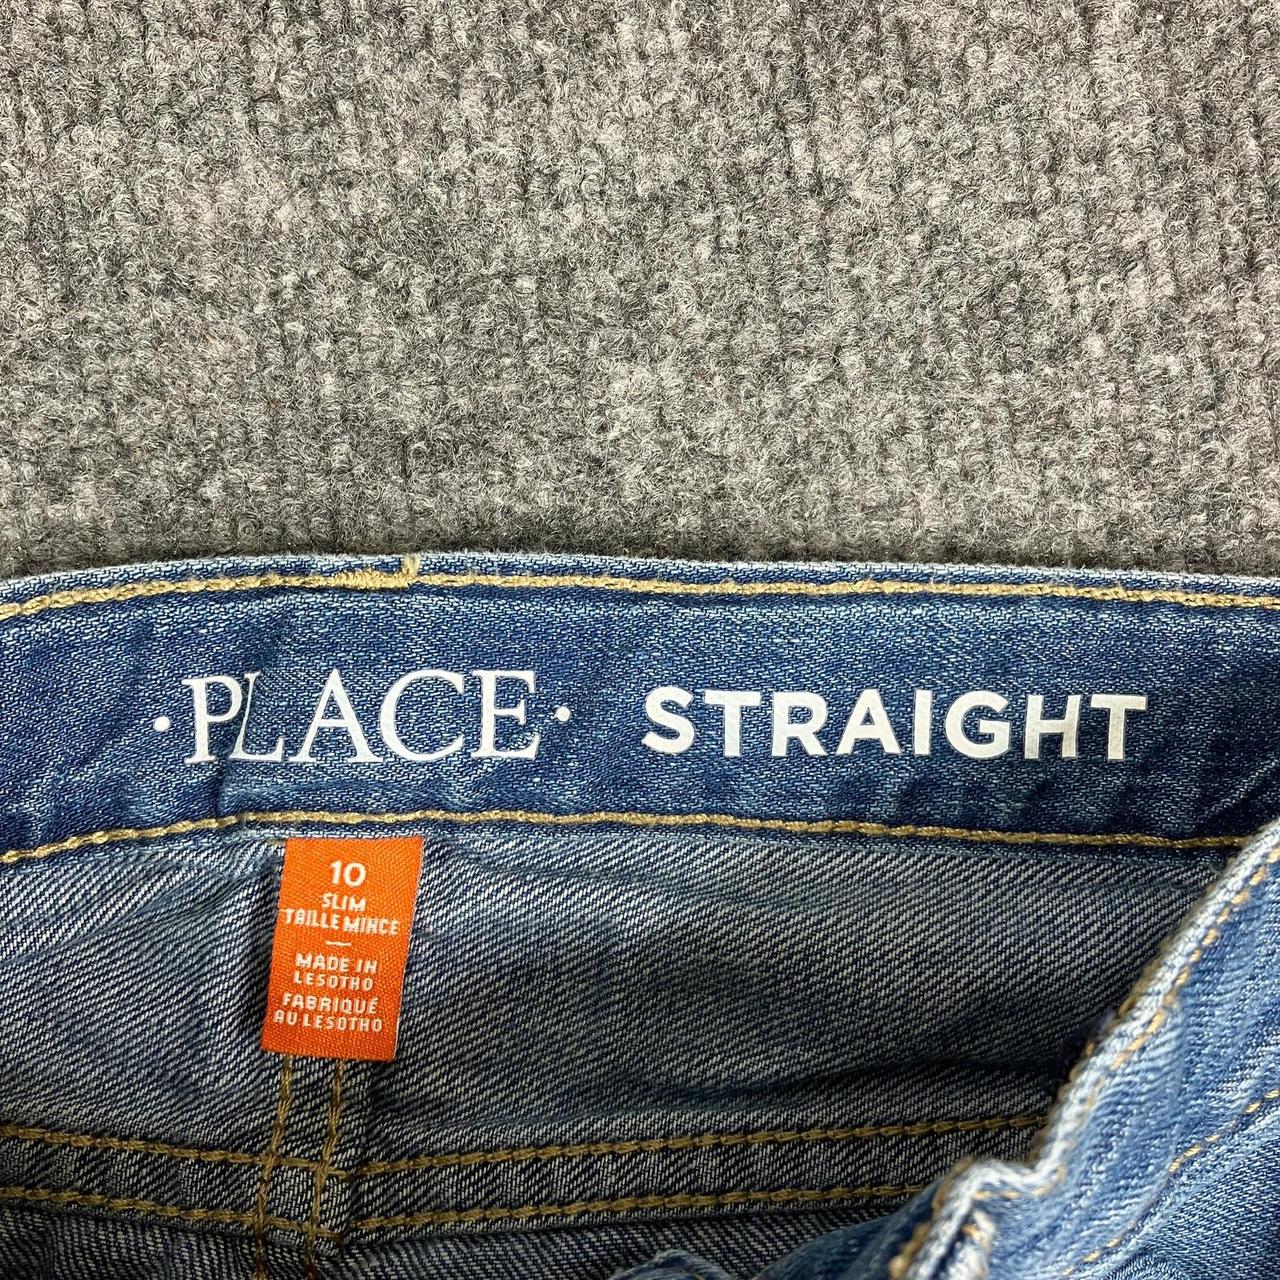 ·PLACE· STRAIGHT
10
SLIM
TAILLE MINCE
—
MADE IN
LESOTHO
FABRIQUÉ
AU LESOTHO